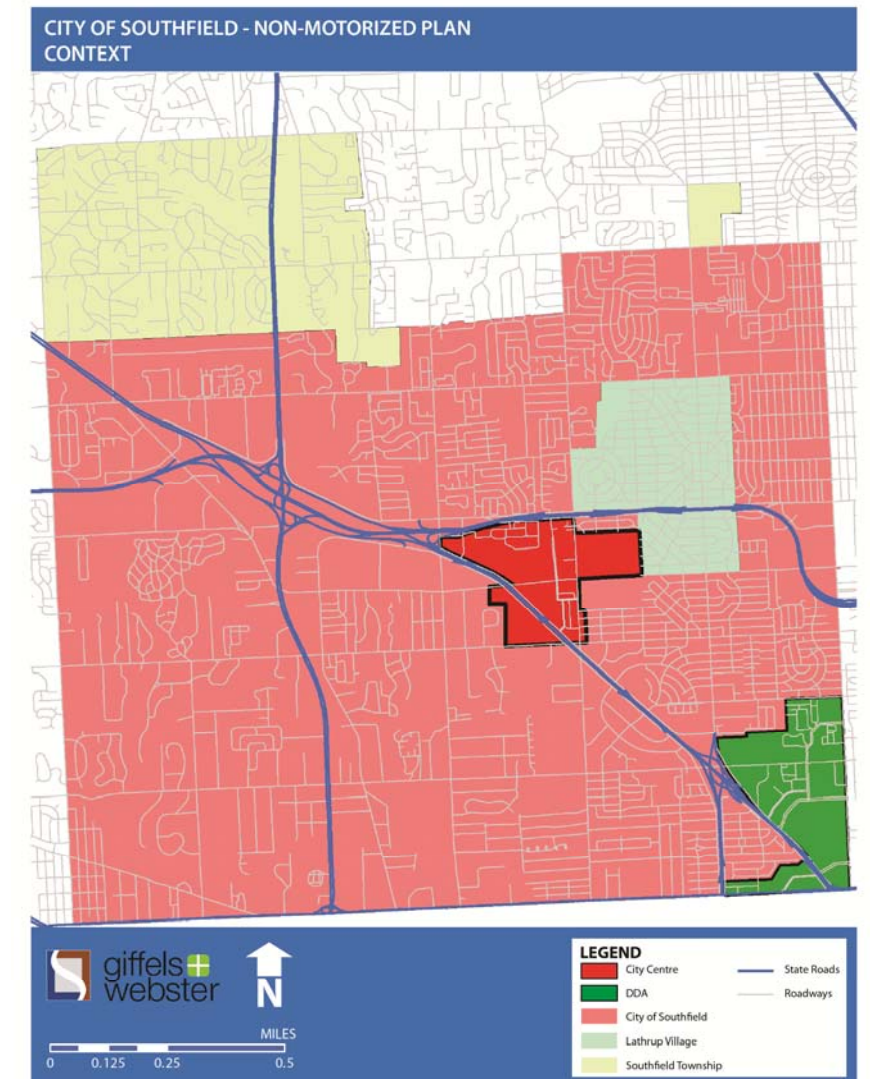 CITY OF SOUTHFIELD - NON-MOTORIZED PLAN
CONTEXT
giffels
webster
N
MILES
0 0.125 0.25 0.5
LEGEND
City Centre
DDA
City of Southfield
Lathrup Village
Southfield Township
State Roads
Roadways